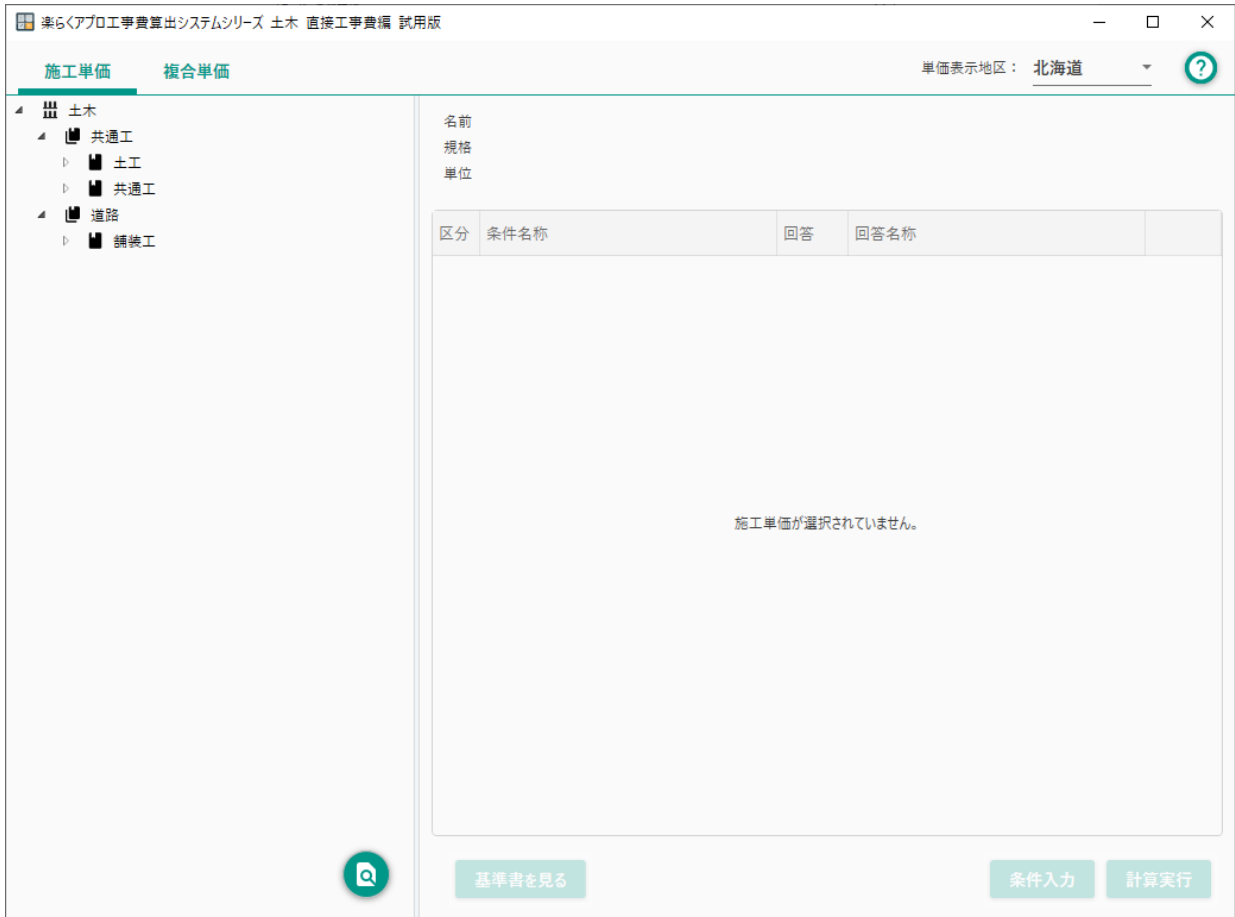 楽らくアプロ工事費算出システムシリーズ 土木 直接工事費編 試用版
施工単価 複合単価 単価表示地区： 北海道 ?
土木
共通工
土工
共通工
道路
舗装工
名前
規格
単位
区分 条件名称 回答 回答名称
施工単価が選択されていません。
基準書を見る 条件入力 計算実行